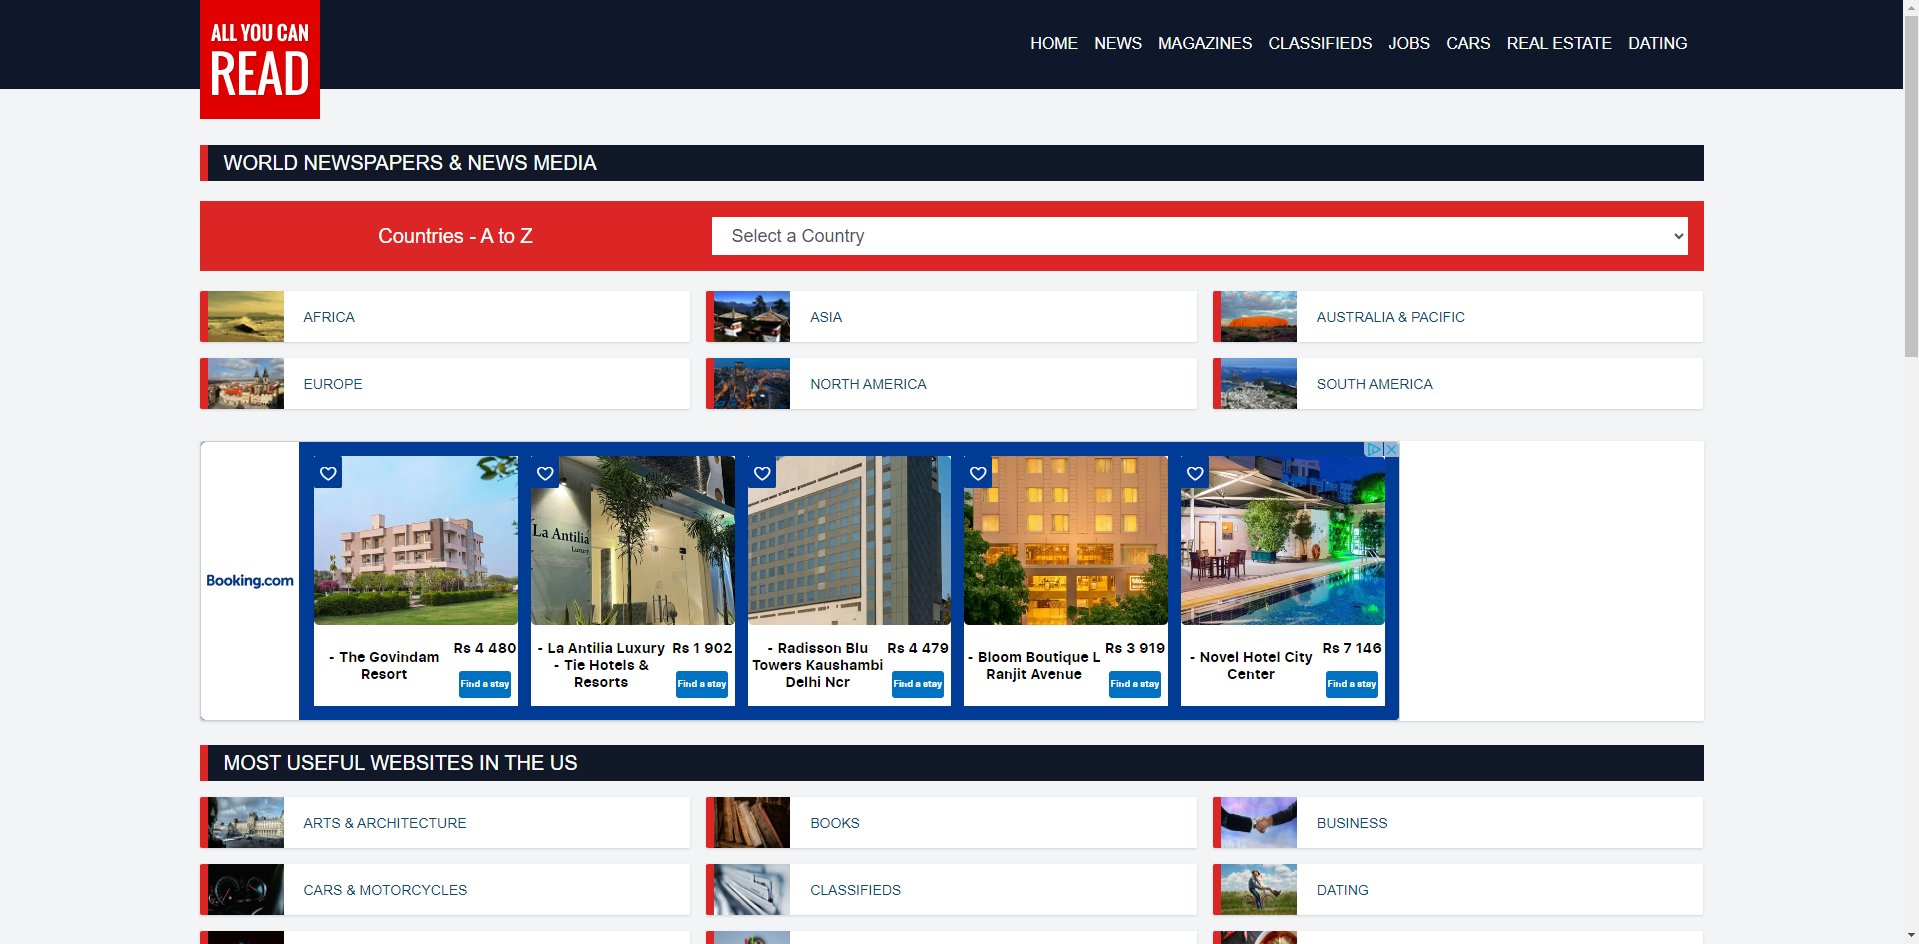 ALL YOU CAN
READ
HOME NEWS MAGAZINES CLASSIFIEDS JOBS CARS REAL ESTATE DATING
WORLD NEWSPAPERS & NEWS MEDIA
Countries - A to Z
Select a Country
AFRICA
ASIA
AUSTRALIA & PACIFIC
EUROPE
NORTH AMERICA
SOUTH AMERICA
Booking.com
La Antilia
Luxury
- The Govindam
Resort
Rs 4 480
Find a stay
- La Antilia Luxury
- Tie Hotels &
Resorts
Rs 1 902
Find a stay
- Radisson Blu
Towers Kaushambi
Delhi Ncr
Rs 4 479
Find a stay
- Bloom Boutique L
Ranjit Avenue
Rs 3 919
Find a stay
- Novel Hotel City
Center
Rs 7 146
Find a stay
MOST USEFUL WEBSITES IN THE US
ARTS & ARCHITECTURE
BOOKS
BUSINESS
CARS & MOTORCYCLES
CLASSIFIEDS
DATING